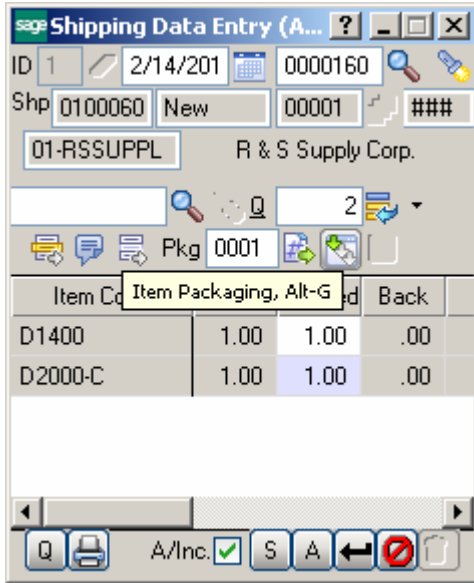 sage Shipping Data Entry (A... ? X
ID 1 2/14/201 0000160
Shp 0100060 New 00001 ###
01-RSSUPPL R & S Supply Corp.
Q 2
Pkg 0001
Item Packaging, Alt-G
Item Co ed Back
D1400 1.00 1.00 .00
D2000-C 1.00 1.00 .00
Q A/Inc. S A